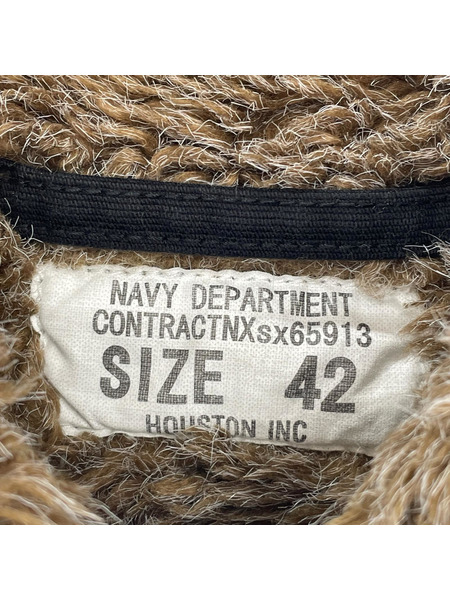 NAVY DEPARTMENT
CONTRACTNXsx65913
SIZE 42
HOUSTON INC